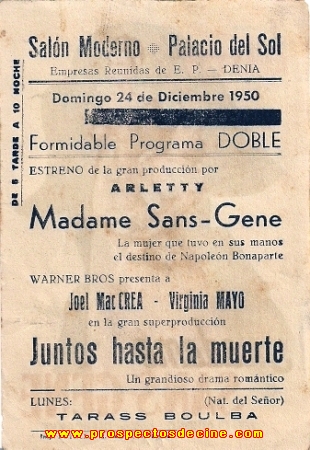 Salón Moderno Palacio del Sol
Empresas Reunidas de E. P - DENIA
DE 5 TARDE A 10 NOCHE
Domingo 24 de Diciembre 1950
Formidable Programa DOBLE
ESTRENO de la gran producción por
ARLETTY
Madame Sans-Gene
La mujer que tuvo en sus manos
el destino de Napoleón Bonaparte
WARNER BROS presenta a
Joel Mac CREA - Virginia MAYO
en la gran superproducción
Juntos hasta la muerte
Un grandioso drama romántico
LUNES: (Nat. del Señor)
TARASS BOULBA
www.prospectosdecine.com